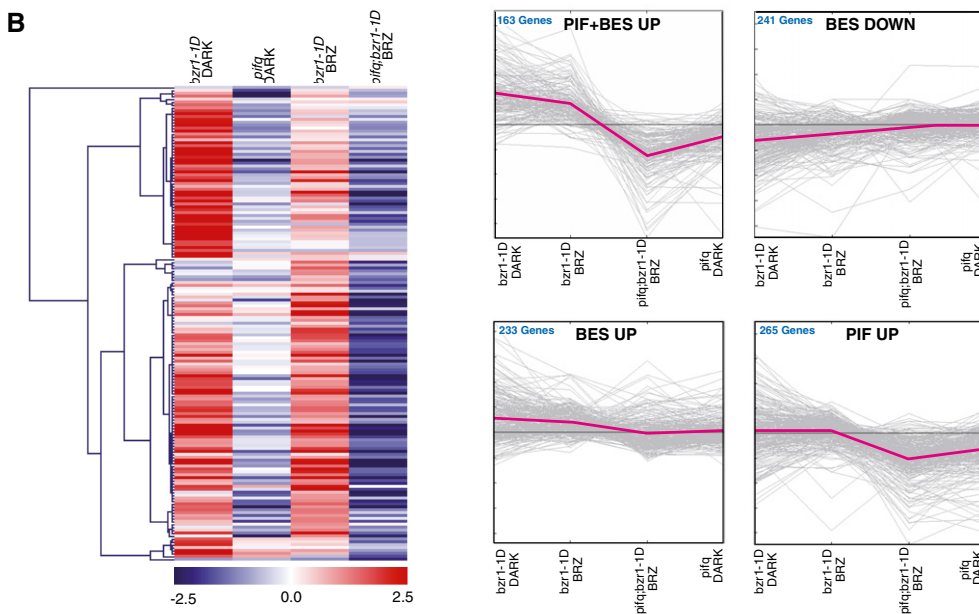 B
bzr1-1D
DARK
pifq
DARK
bzr1-1D
BRZ
pifq;bzr1-1D
BRZ
-2.5
0.0
2.5
163 Genes
PIF+BES UP
bzr1-1D
DARK
bzr1-1D
BRZ
pifq;bzr1-1D
BRZ
pifq
DARK
241 Genes
BES DOWN
bzr1-1D
DARK
bzr1-1D
BRZ
pifq;bzr1-1D
BRZ
pifq
DARK
233 Genes
BES UP
bzr1-1D
DARK
bzr1-1D
BRZ
pifq;bzr1-1D
BRZ
pifq
DARK
265 Genes
PIF UP
bzr1-1D
DARK
bzr1-1D
BRZ
pifq;bzr1-1D
BRZ
pifq
DARK